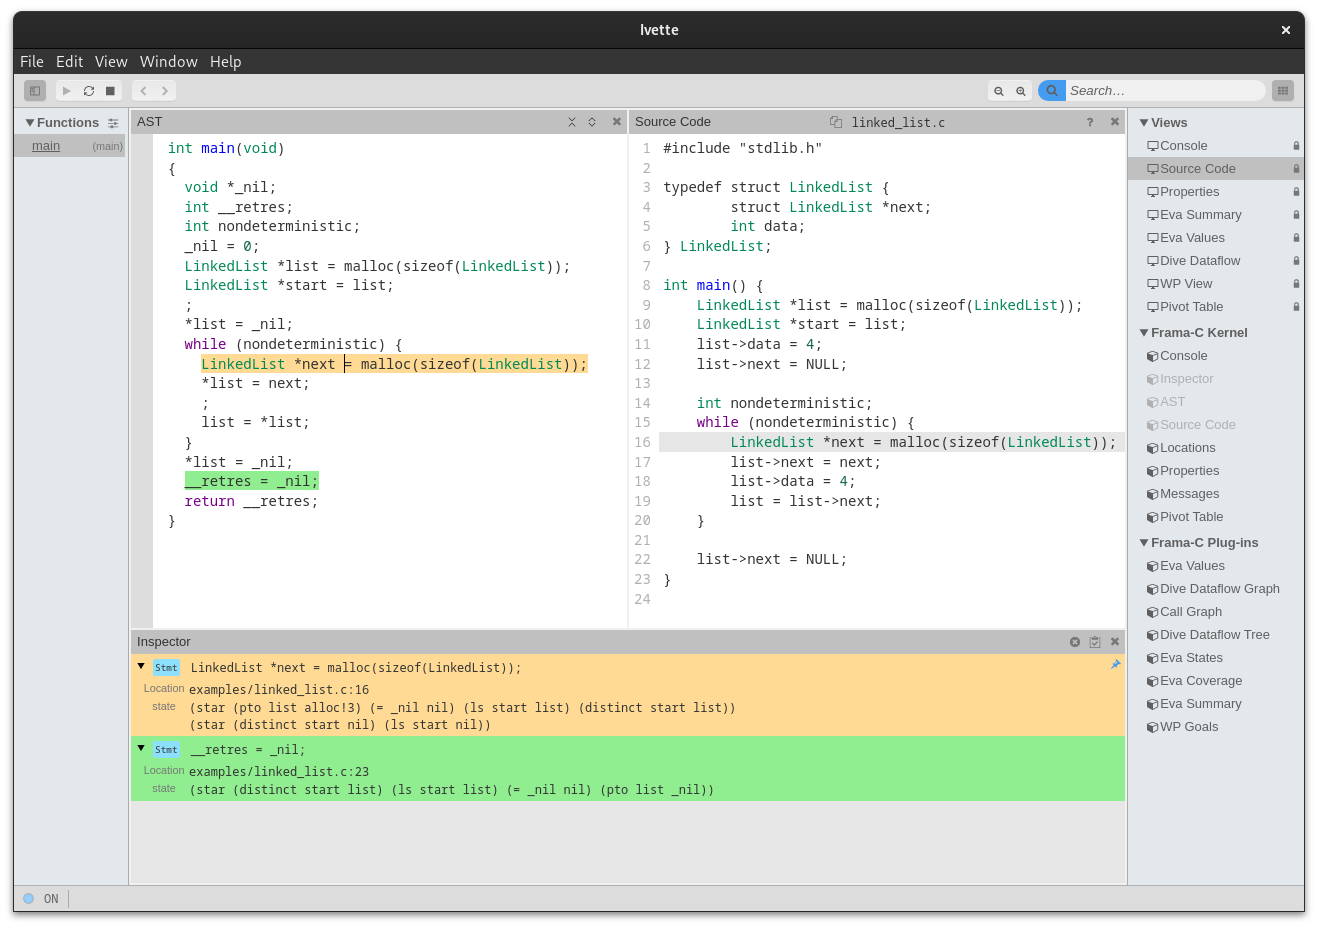 Ivette
File Edit View Window Help
Search…
Functions
main (main)
AST
int main(void)
{
  void *_nil;
  int __retres;
  int nondeterministic;
  _nil = 0;
  LinkedList *list = malloc(sizeof(LinkedList));
  LinkedList *start = list;
  ;
  *list = _nil;
  while (nondeterministic) {
    LinkedList *next = malloc(sizeof(LinkedList));
    *list = next;
    ;
    list = *list;
  }
  *list = _nil;
  __retres = _nil;
  return __retres;
}
Source Code linked_list.c ?
1 #include "stdlib.h"
2
3 typedef struct LinkedList {
4         struct LinkedList *next;
5         int data;
6 } LinkedList;
7
8 int main() {
9     LinkedList *list = malloc(sizeof(LinkedList));
10     LinkedList *start = list;
11     list->data = 4;
12     list->next = NULL;
13
14     int nondeterministic;
15     while (nondeterministic) {
16         LinkedList *next = malloc(sizeof(LinkedList));
17         list->next = next;
18         list->data = 4;
19         list = list->next;
20     }
21
22     list->next = NULL;
23 }
24
Inspector
Stmt LinkedList *next = malloc(sizeof(LinkedList));
Location examples/linked_list.c:16
state (star (pto list alloc!3) (= _nil nil) (ls start list) (distinct start list))
(star (distinct start nil) (ls start nil))
Stmt __retres = _nil;
Location examples/linked_list.c:23
state (star (distinct start list) (ls start list) (= _nil nil) (pto list _nil))
Views
Console
Source Code
Properties
Eva Summary
Eva Values
Dive Dataflow
WP View
Pivot Table
Frama-C Kernel
Console
Inspector
AST
Source Code
Locations
Properties
Messages
Pivot Table
Frama-C Plug-ins
Eva Values
Dive Dataflow Graph
Call Graph
Dive Dataflow Tree
Eva States
Eva Coverage
Eva Summary
WP Goals
ON